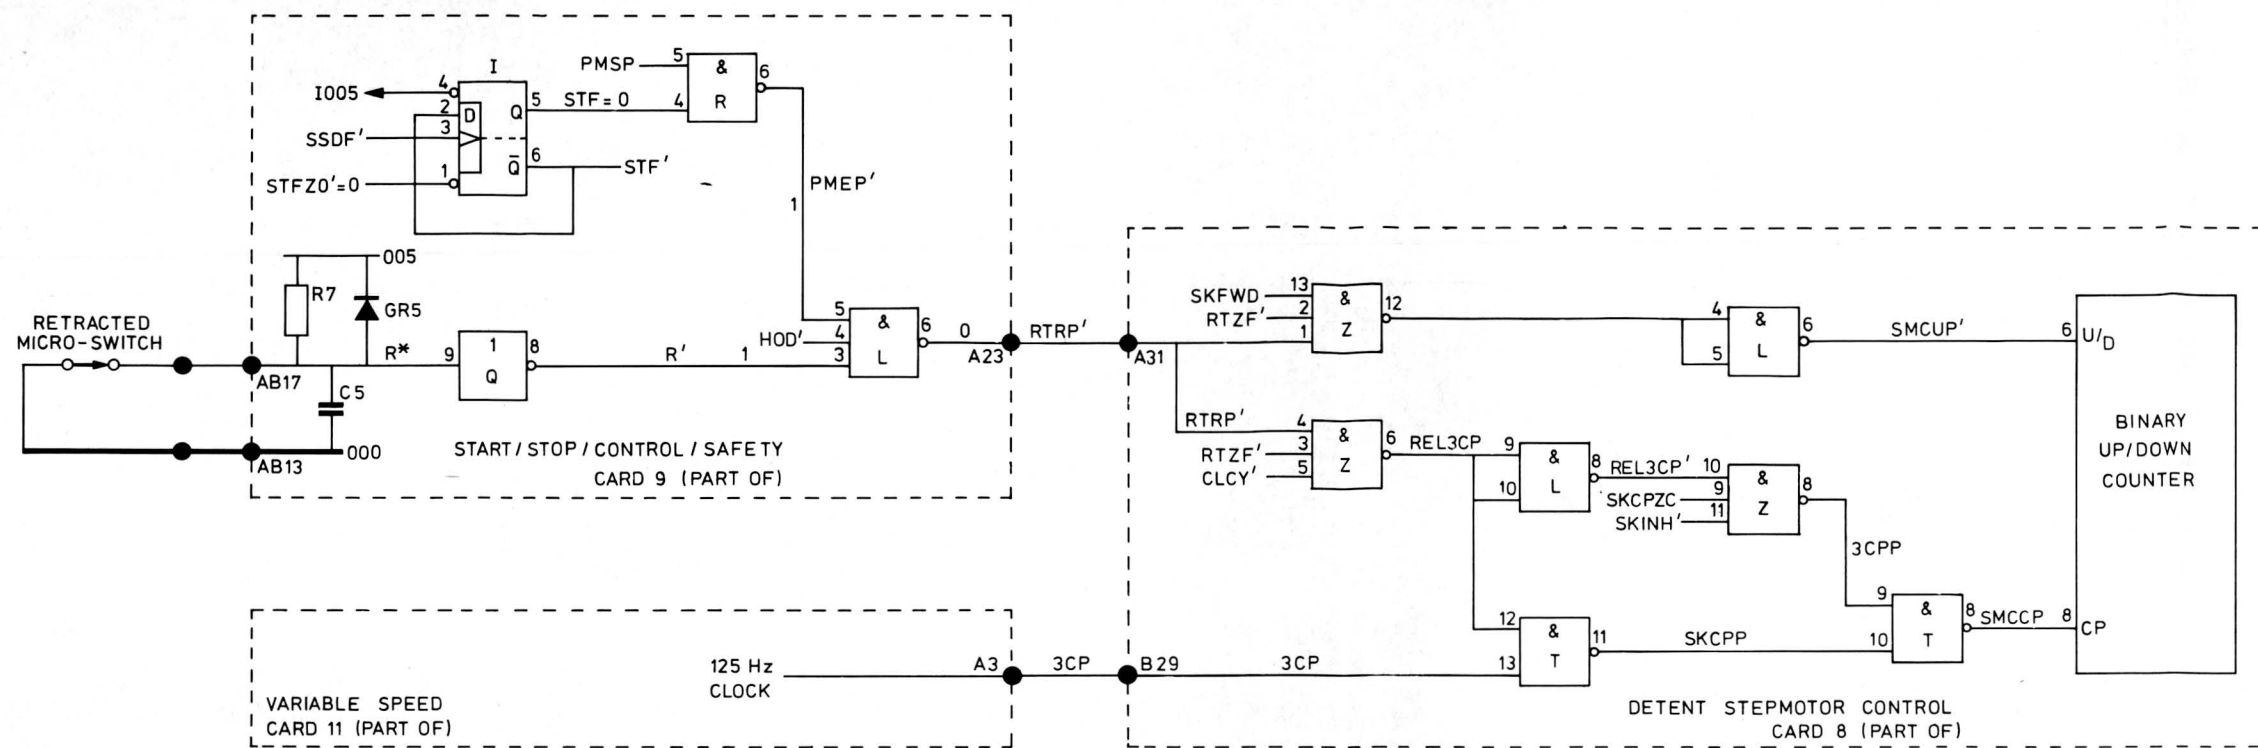 I
PMSP
5
&
6
4
R
I005
4
2
D
Q
5
STF=0
SSDF'
3
6
Q̄
STF'
STFZ0'=0
1
PMEP'
1
005
R7
GR5
RETRACTED
MICRO-SWITCH
R*
9
1
8
Q
R'
1
HOD'
5
4
3
&
L
6
0
A23
RTRP'
A31
AB17
C5
AB13
000
START/STOP/CONTROL/SAFETY
CARD 9 (PART OF)
SKFWD
13
RTZF'
2
1
&
Z
12
4
5
&
L
6
SMCUP'
6
U/D
RTRP'
4
RTZF'
3
CLCY'
5
&
Z
6
REL3CP
9
10
&
L
8
REL3CP'
10
SKCPZC
9
SKINH'
11
&
Z
8
3CPP
BINARY
UP/DOWN
COUNTER
12
13
&
T
11
SKCPP
9
10
&
T
8
SMCCP
8
CP
125 Hz
CLOCK
A3
3CP
B29
3CP
VARIABLE SPEED
CARD 11 (PART OF)
DETENT STEPMOTOR CONTROL
CARD 8 (PART OF)